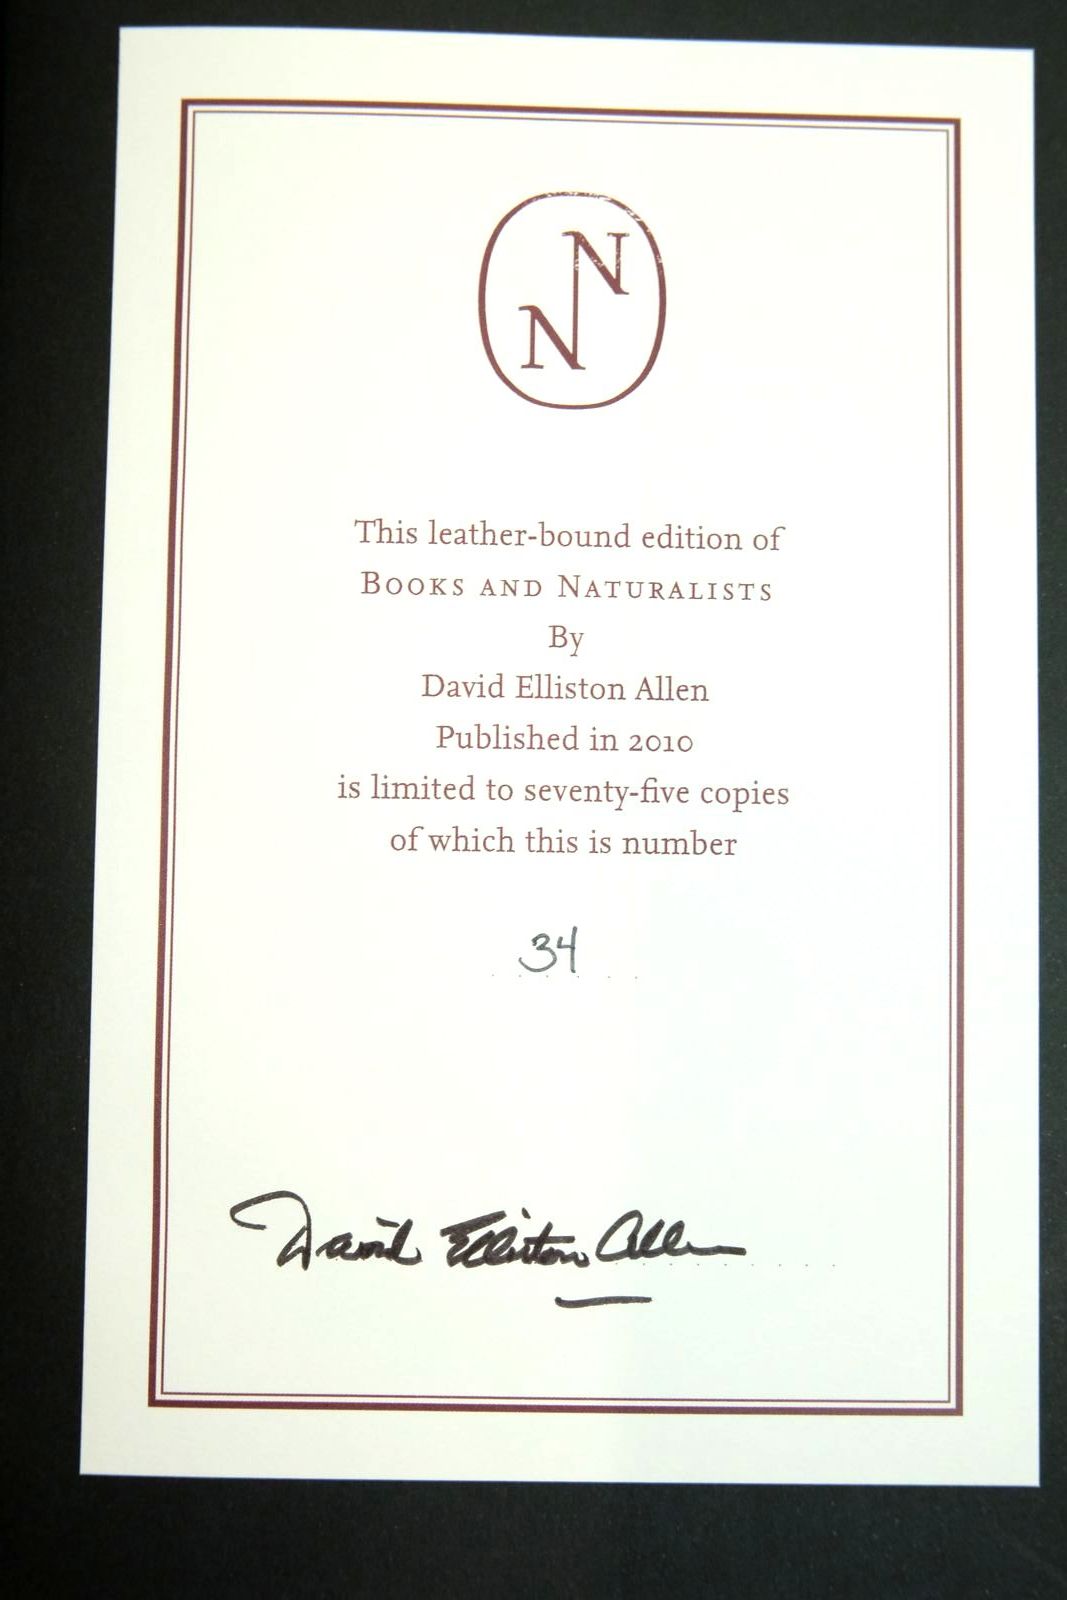 N
N
This leather-bound edition of
BOOKS AND NATURALISTS
By
David Elliston Allen
Published in 2010
is limited to seventy-five copies
of which this is number
34
David Elliston Allen